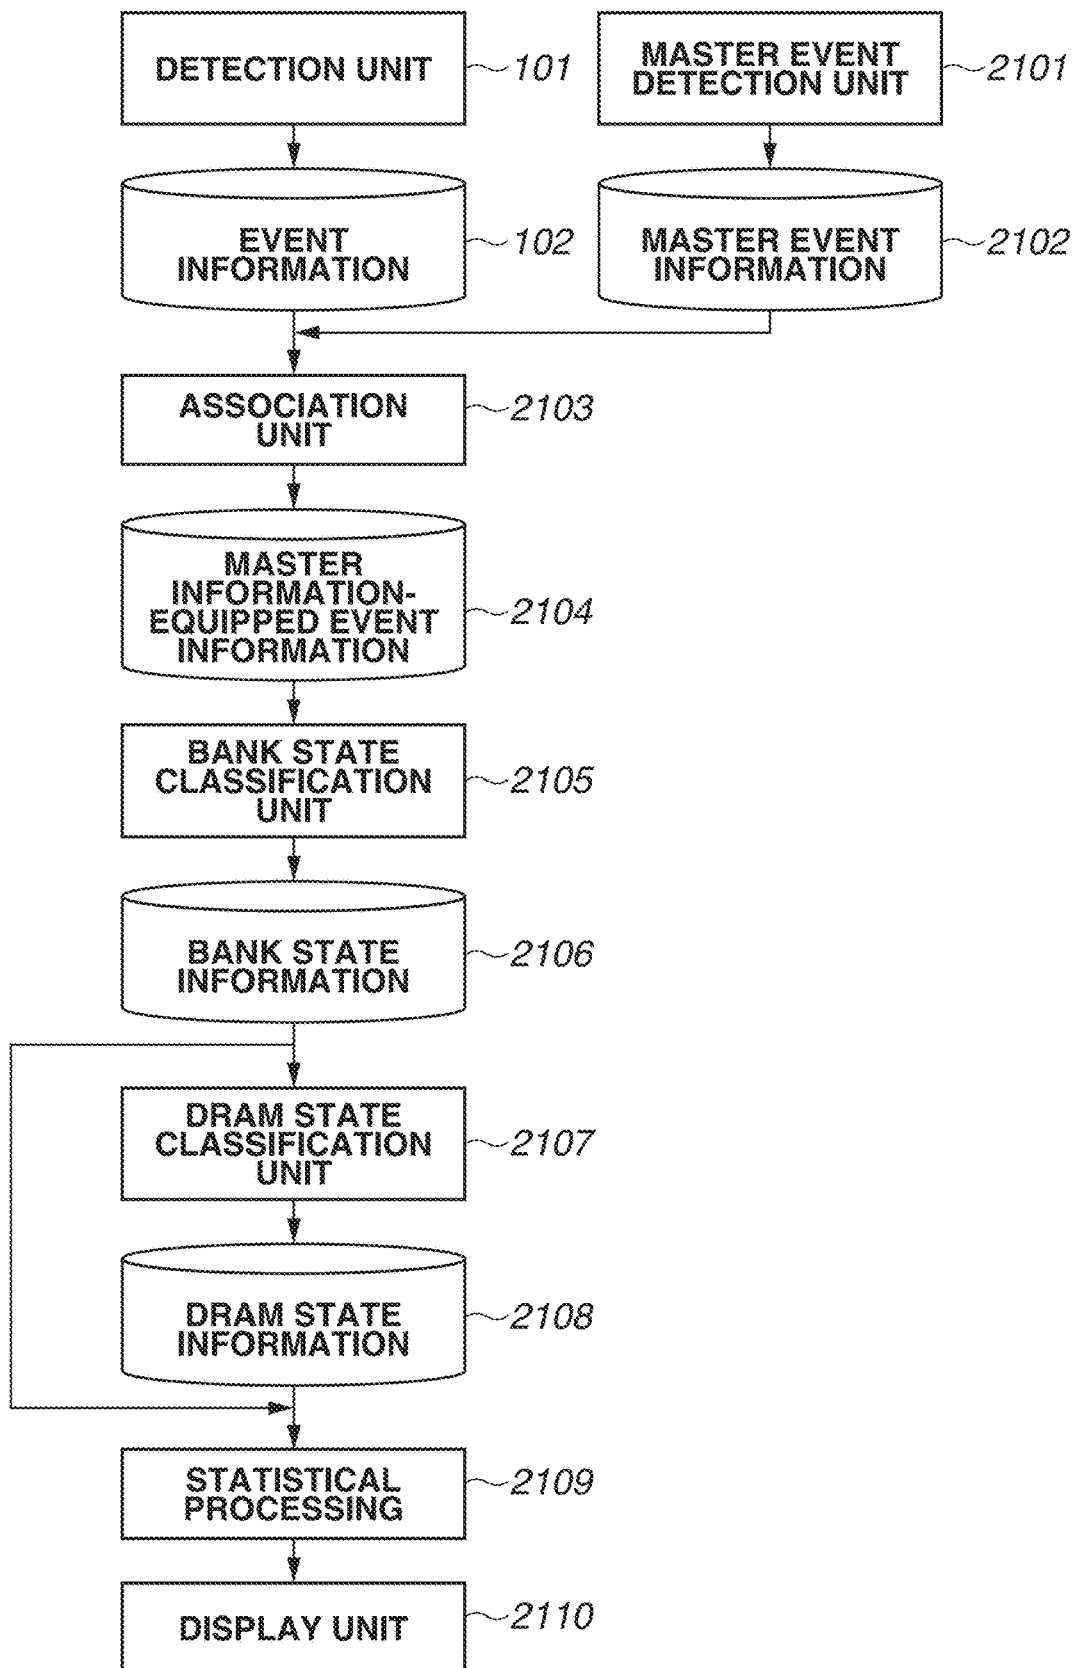 DETECTION UNIT
101
MASTER EVENT
DETECTION UNIT
2101
EVENT
INFORMATION
102
MASTER EVENT
INFORMATION
2102
ASSOCIATION
UNIT
2103
MASTER
INFORMATION-
EQUIPPED EVENT
INFORMATION
2104
BANK STATE
CLASSIFICATION
UNIT
2105
BANK STATE
INFORMATION
2106
DRAM STATE
CLASSIFICATION
UNIT
2107
DRAM STATE
INFORMATION
2108
STATISTICAL
PROCESSING
2109
DISPLAY UNIT
2110